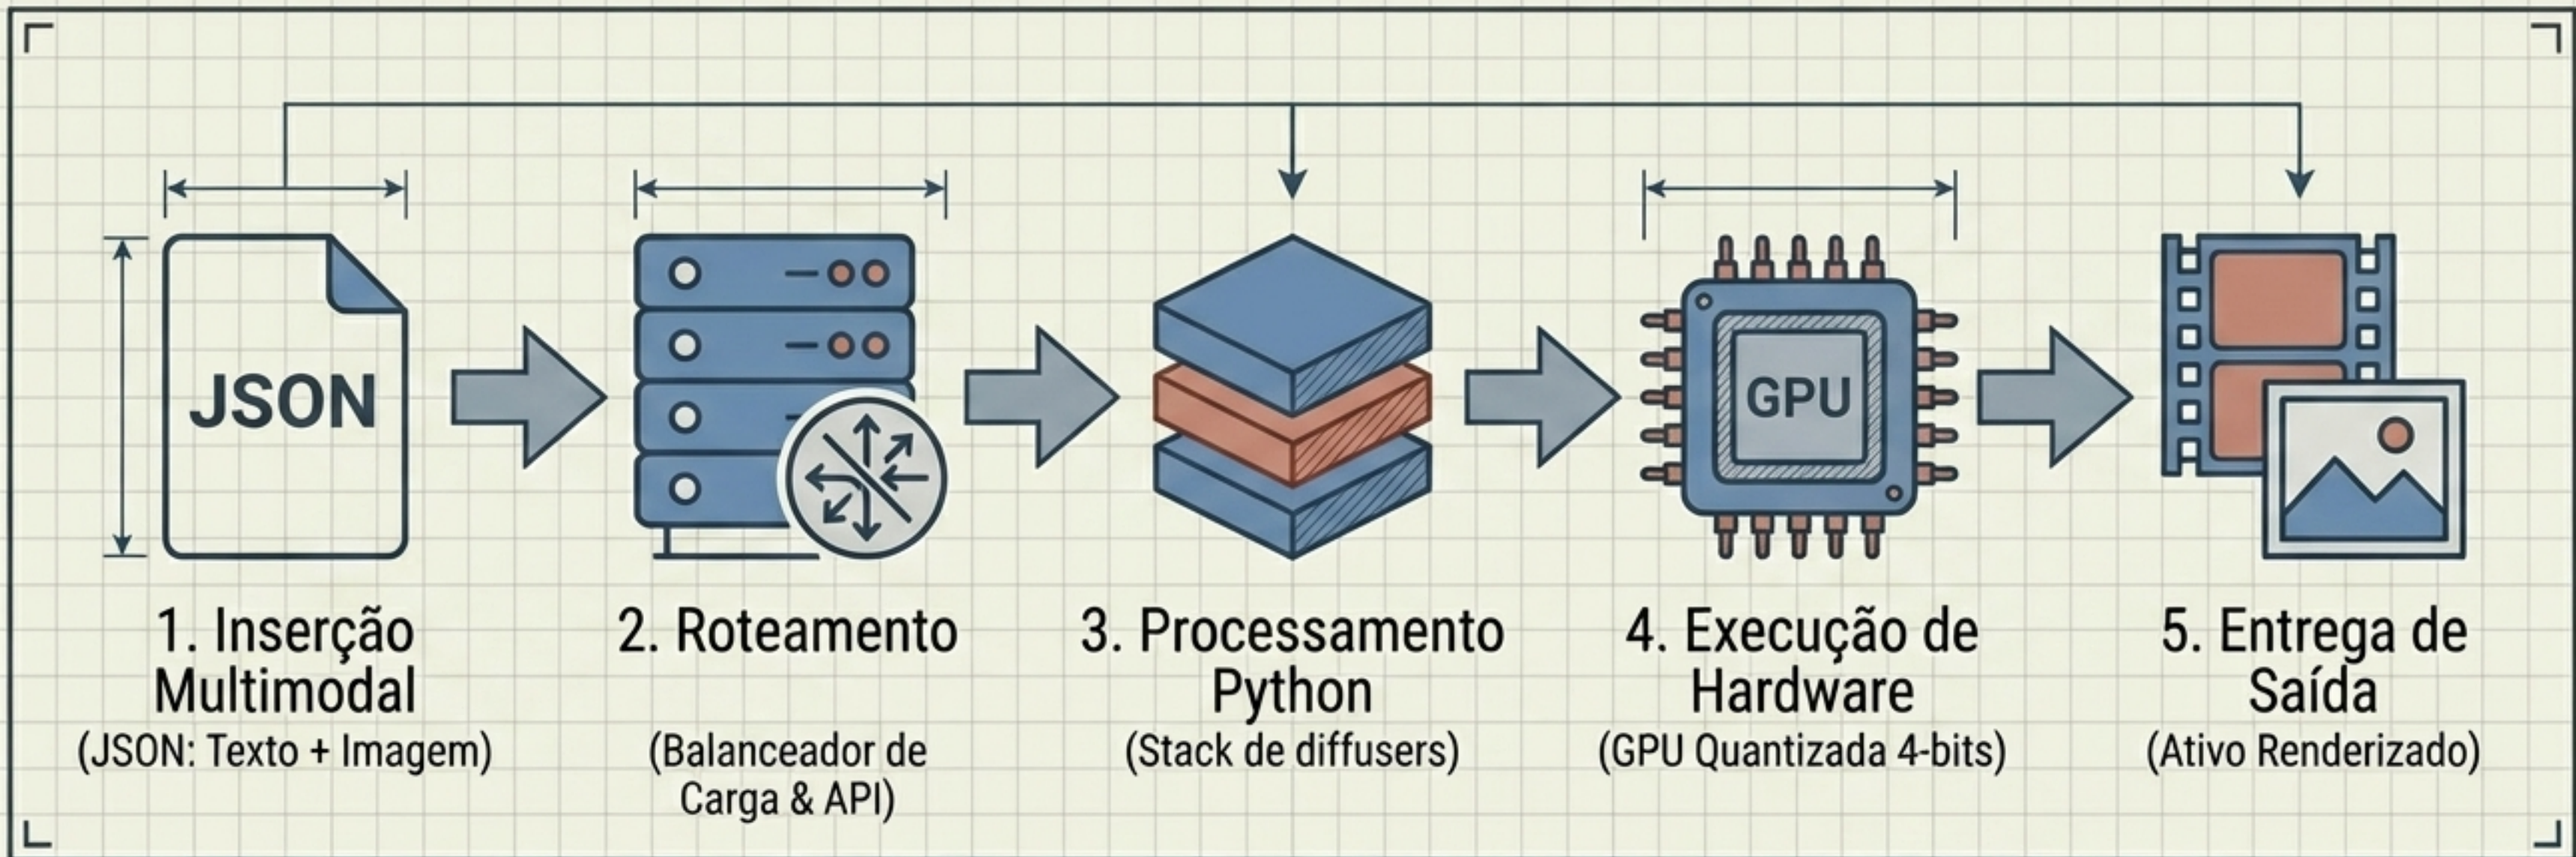 JSON
GPU
1. Inserção
Multimodal
(JSON: Texto + Imagem)
2. Roteamento
(Balanceador de
Carga & API)
3. Processamento
Python
(Stack de diffusers)
4. Execução de
Hardware
(GPU Quantizada 4-bits)
5. Entrega de
Saída
(Ativo Renderizado)